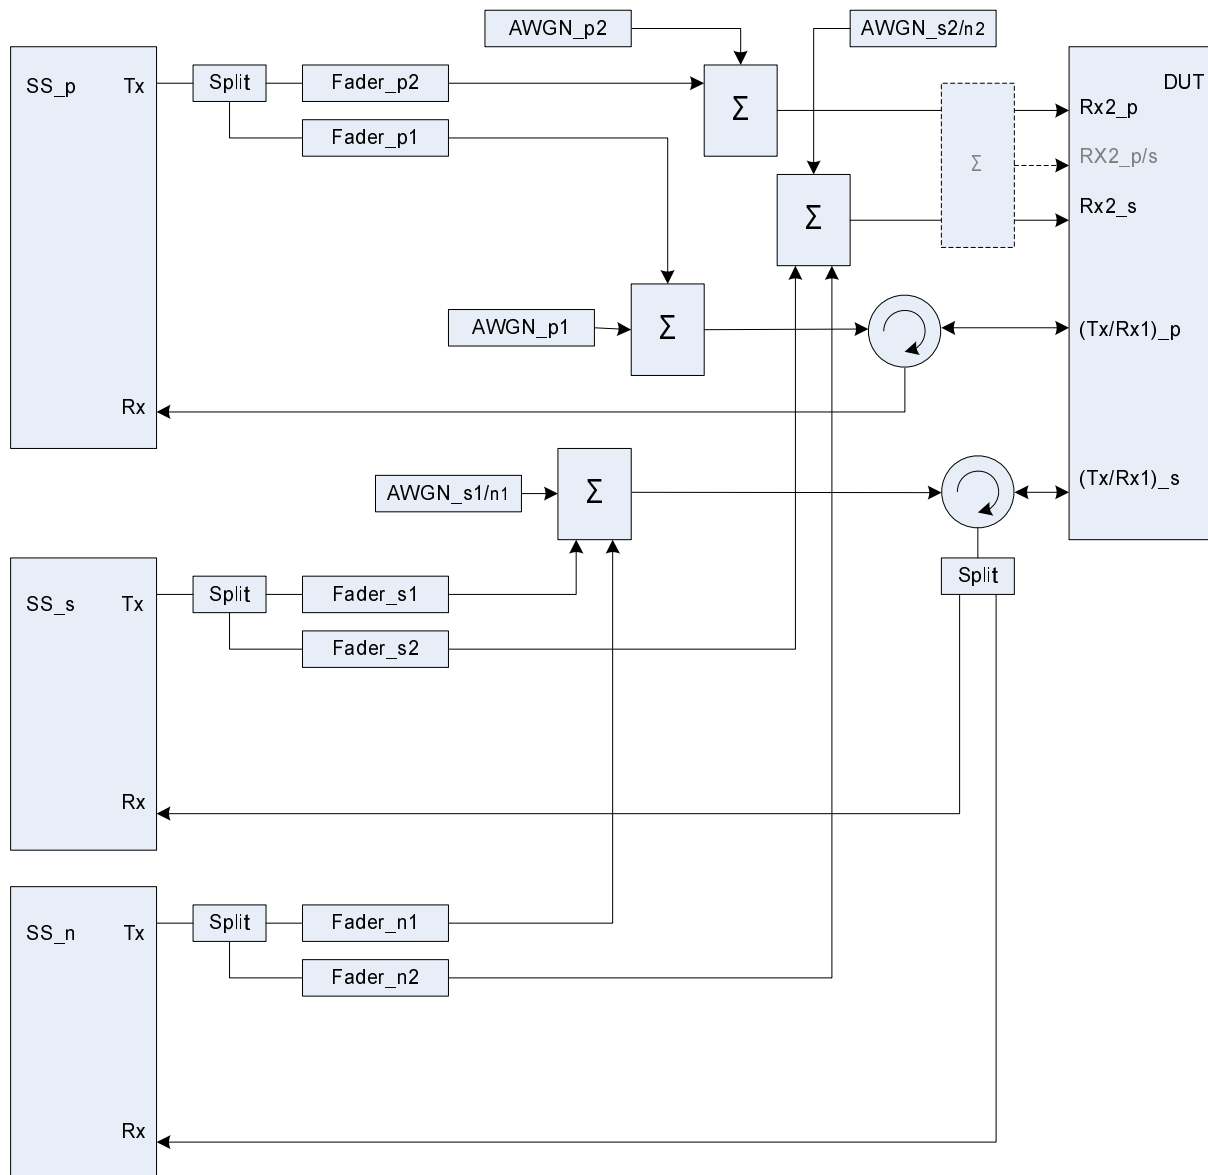 AWGN_p2
AWGN_s2/n2
SS_p
Tx
Split
Fader_p2
Σ
DUT
Rx2_p
Fader_p1
Σ
RX2_p/s
Σ
Rx2_s
AWGN_p1
Σ
(Tx/Rx1)_p
Rx
AWGN_s1/n1
Σ
(Tx/Rx1)_s
SS_s
Tx
Split
Fader_s1
Split
Fader_s2
Rx
SS_n
Tx
Split
Fader_n1
Fader_n2
Rx